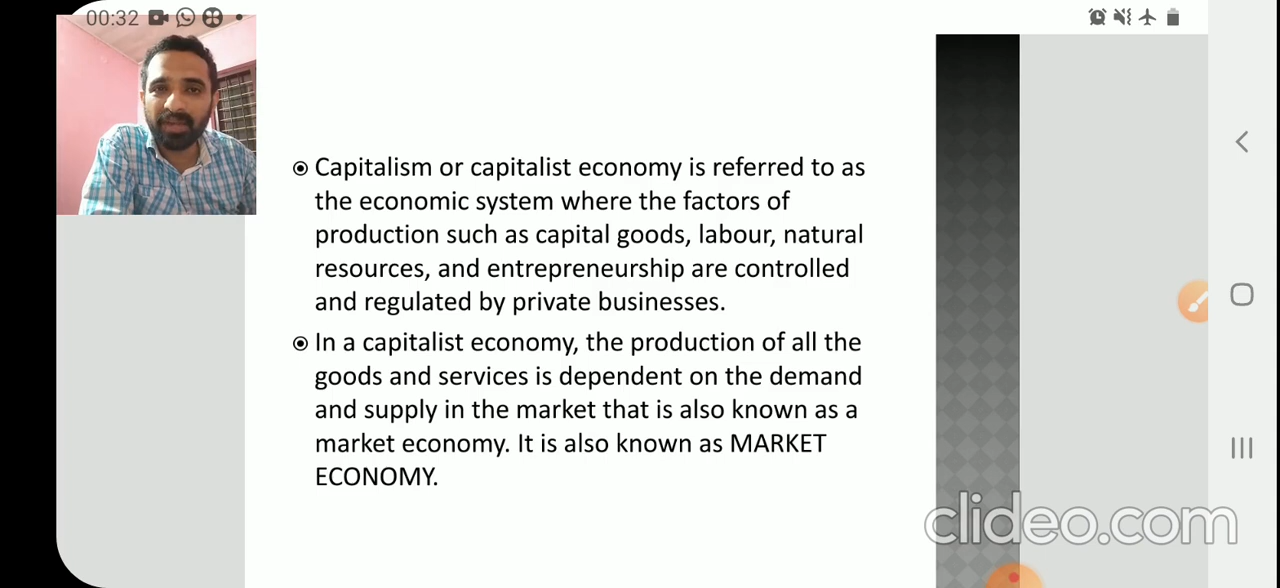 00:32
Capitalism or capitalist economy is referred to as
the economic system where the factors of
production such as capital goods, labour, natural
resources, and entrepreneurship are controlled
and regulated by private businesses.
In a capitalist economy, the production of all the
goods and services is dependent on the demand
and supply in the market that is also known as a
market economy. It is also known as MARKET
ECONOMY.
clideo.com